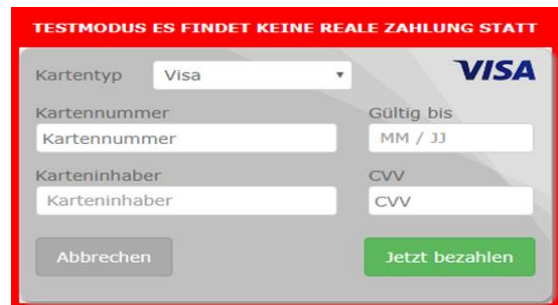 TESTMODUS ES FINDET KEINE REALE ZAHLUNG STATT
Kartentyp Visa VISA
Kartennummer Gültig bis
Kartennummer MM / JJ
Karteninhaber CVV
Karteninhaber CVV
Abbrechen Jetzt bezahlen